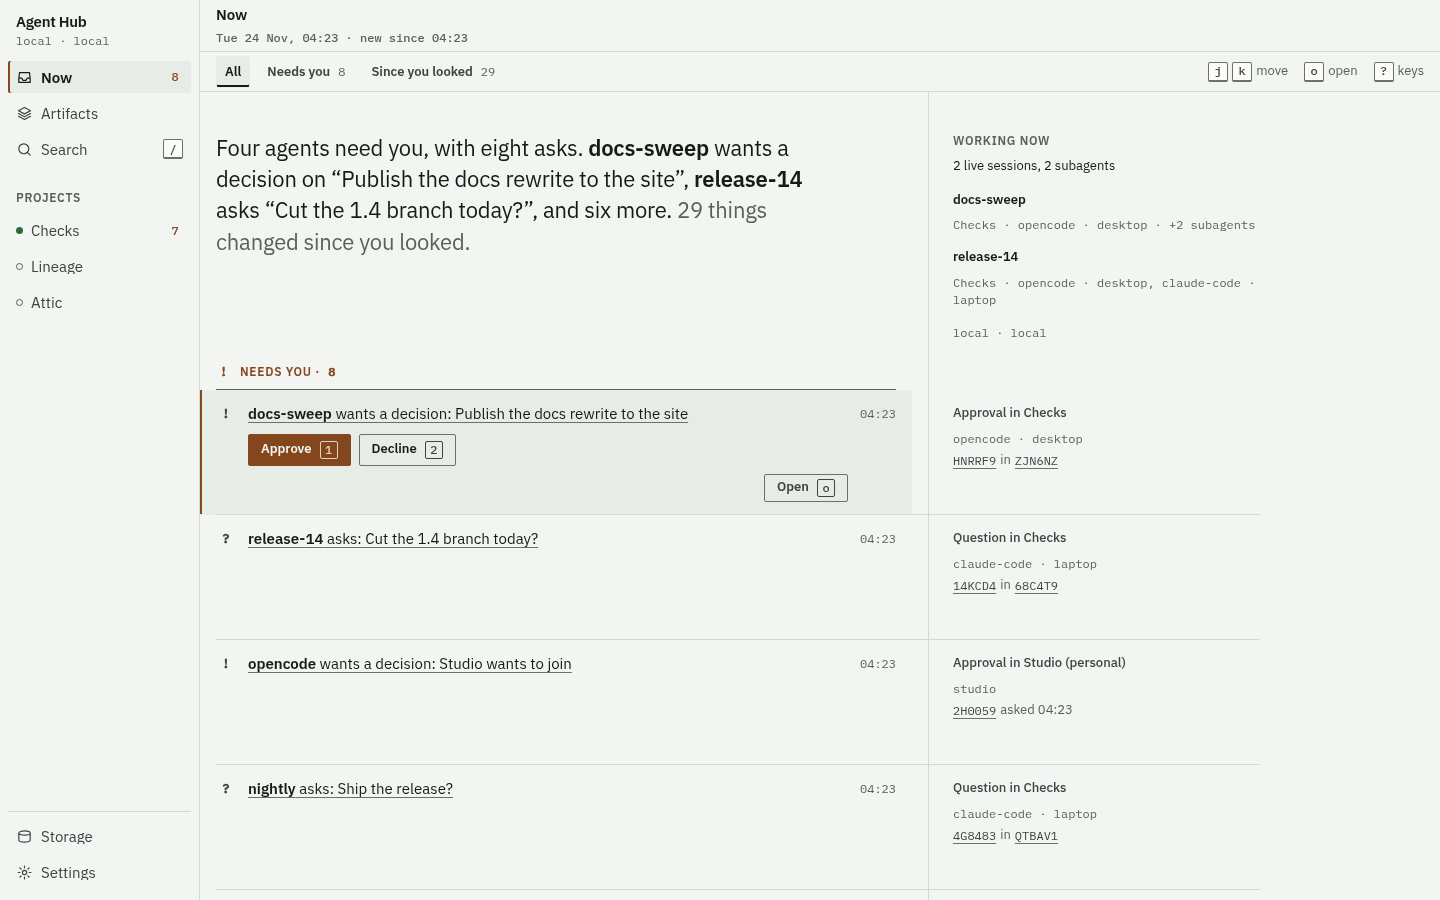 Agent Hub
local · local
Now 8
Artifacts
Search /
PROJECTS
Checks 7
Lineage
Attic
Storage
Settings
Now
Tue 24 Nov, 04:23 · new since 04:23
All Needs you 8 Since you looked 29
j k move o open ? keys
Four agents need you, with eight asks. docs-sweep wants a
decision on “Publish the docs rewrite to the site”, release-14
asks “Cut the 1.4 branch today?”, and six more. 29 things
changed since you looked.
WORKING NOW
2 live sessions, 2 subagents
docs-sweep
Checks · opencode · desktop · +2 subagents
release-14
Checks · opencode · desktop, claude-code ·
laptop
local · local
! NEEDS YOU · 8
! docs-sweep wants a decision: Publish the docs rewrite to the site 04:23
Approve 1 Decline 2
Open o
Approval in Checks
opencode · desktop
HNRRF9 in ZJN6NZ
? release-14 asks: Cut the 1.4 branch today? 04:23
Question in Checks
claude-code · laptop
14KCD4 in 68C4T9
! opencode wants a decision: Studio wants to join 04:23
Approval in Studio (personal)
studio
2H0059 asked 04:23
? nightly asks: Ship the release? 04:23
Question in Checks
claude-code · laptop
4G8483 in QTBAV1